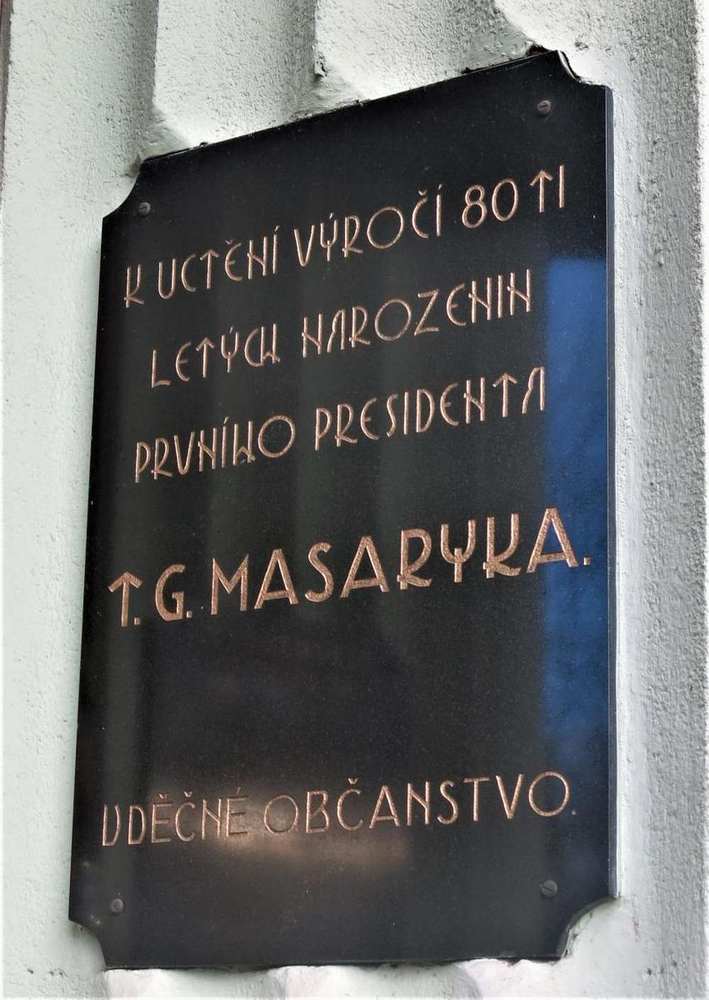 K UCTĚNÍ VÝROČÍ 80TI
LETÝCH NAROZENIN
PRVNÍHO PRESIDENTA
T. G. MASARYKA.
VDĚČNÉ OBČANSTVO.